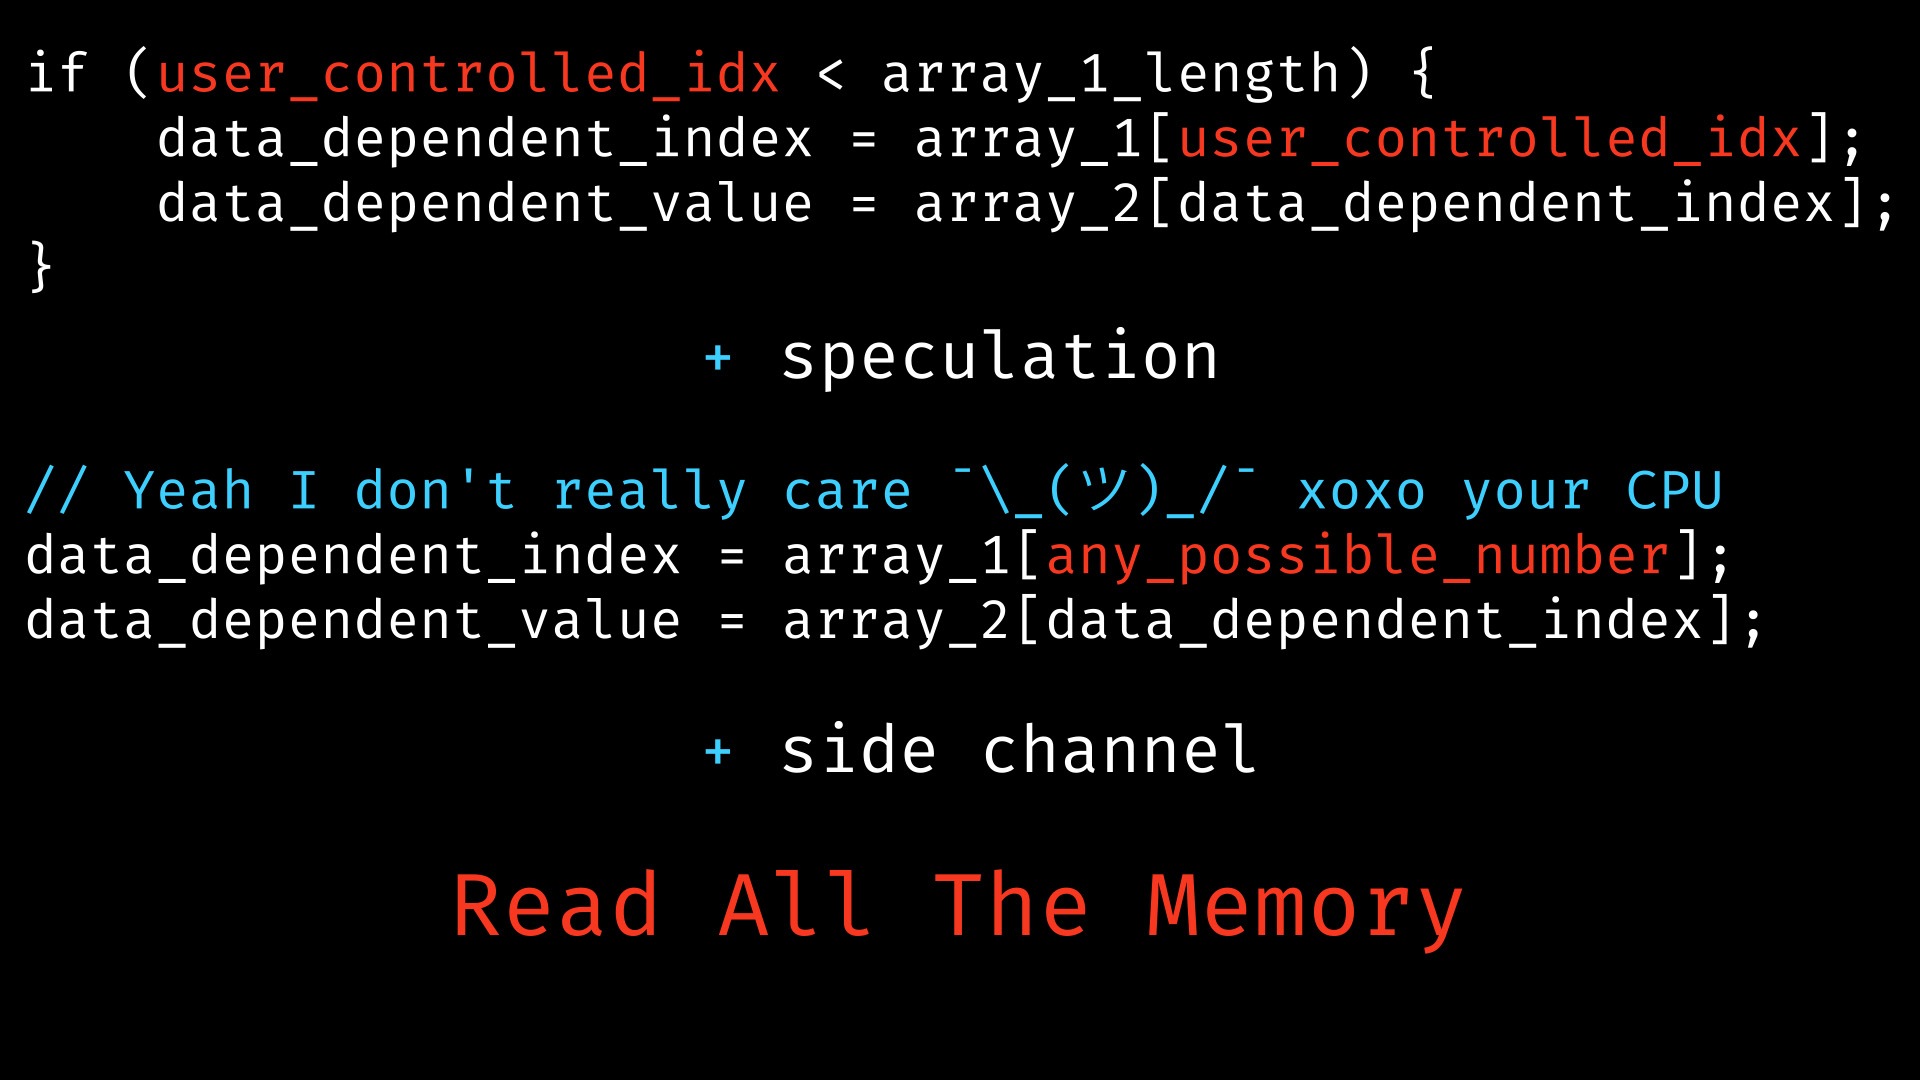 if (user_controlled_idx < array_1_length) {
    data_dependent_index = array_1[user_controlled_idx];
    data_dependent_value = array_2[data_dependent_index];
}
+ speculation
// Yeah I don't really care ¯\_(ツ)_/¯ xoxo your CPU
data_dependent_index = array_1[any_possible_number];
data_dependent_value = array_2[data_dependent_index];
+ side channel
Read All The Memory